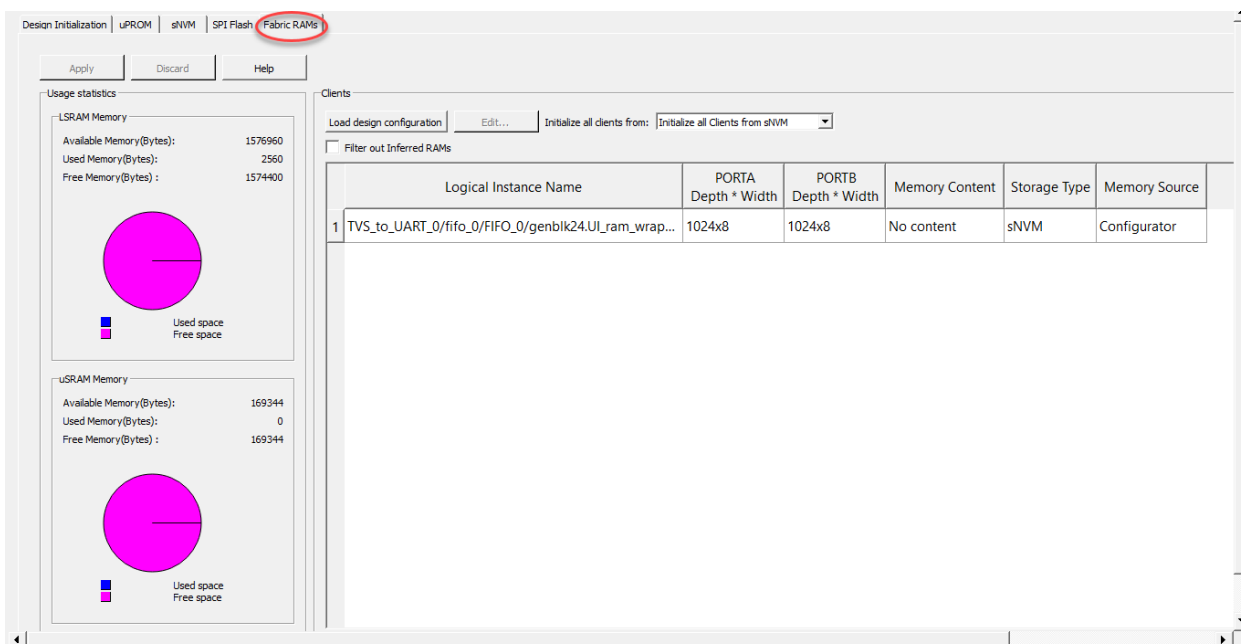 Design Initialization uPROM sNVM SPI Flash Fabric RAMs
Apply Discard Help
Usage statistics
LSRAM Memory
Available Memory(Bytes): 1576960
Used Memory(Bytes): 2560
Free Memory(Bytes) : 1574400
Used space
Free space
uSRAM Memory
Available Memory(Bytes): 169344
Used Memory(Bytes): 0
Free Memory(Bytes) : 169344
Used space
Free space
Clients
Load design configuration Edit... Initialize all clients from: Initialize all Clients from sNVM
Filter out Inferred RAMs
Logical Instance Name PORTA Depth * Width PORTB Depth * Width Memory Content Storage Type Memory Source
1 TVS_to_UART_0/fifo_0/FIFO_0/genblk24.UI_ram_wrap... 1024x8 1024x8 No content sNVM Configurator